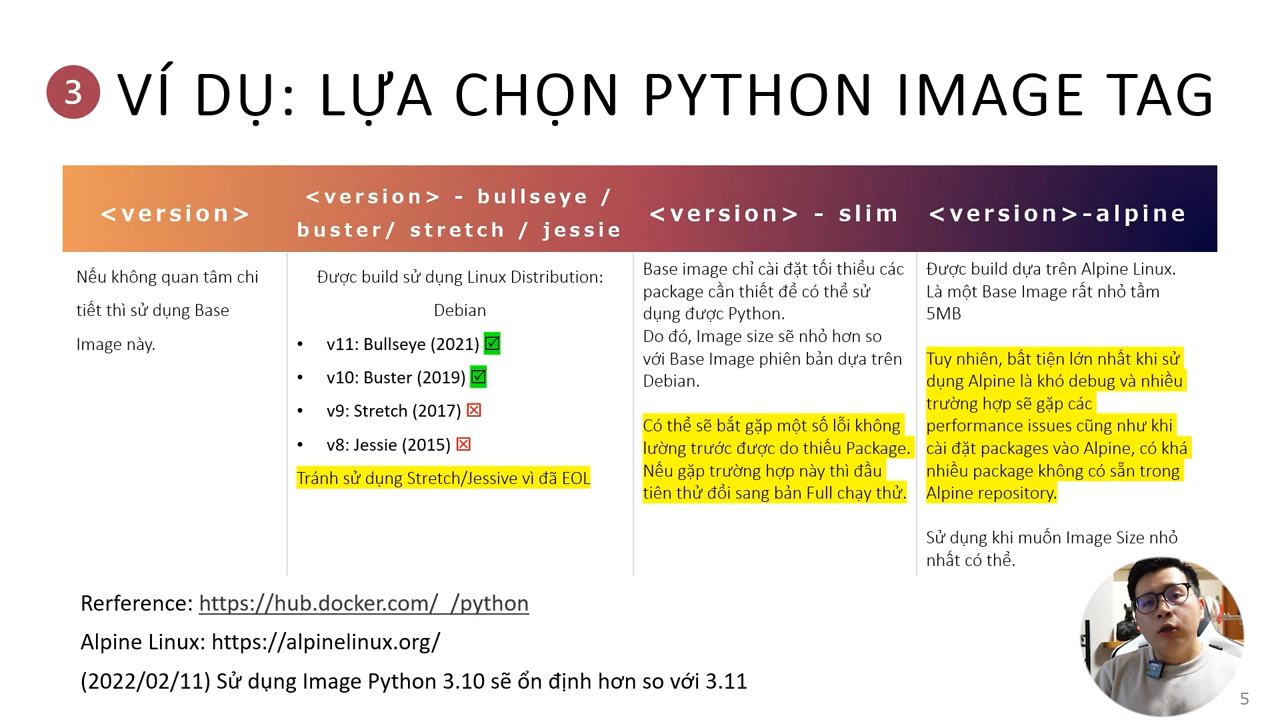 3 VÍ DỤ: LỰA CHỌN PYTHON IMAGE TAG
<version>
<version> - bullseye /
buster/ stretch / jessie
<version> - slim
<version>-alpine
Nếu không quan tâm chi
tiết thì sử dụng Base
Image này.
Được build sử dụng Linux Distribution:
Debian
• v11: Bullseye (2021) ☑
• v10: Buster (2019) ☑
• v9: Stretch (2017) ☒
• v8: Jessie (2015) ☒
Tránh sử dụng Stretch/Jessive vì đã EOL
Base image chỉ cài đặt tối thiểu các
package cần thiết để có thể sử
dụng được Python.
Do đó, Image size sẽ nhỏ hơn so
với Base Image phiên bản dựa trên
Debian.
Có thể sẽ bắt gặp một số lỗi không
lường trước được do thiếu Package.
Nếu gặp trường hợp này thì đầu
tiên thử đổi sang bản Full chạy thử.
Được build dựa trên Alpine Linux.
Là một Base Image rất nhỏ tầm
5MB
Tuy nhiên, bất tiện lớn nhất khi sử
dụng Alpine là khó debug và nhiều
trường hợp sẽ gặp các
performance issues cũng như khi
cài đặt packages vào Alpine, có khá
nhiều package không có sẵn trong
Alpine repository.
Sử dụng khi muốn Image Size nhỏ
nhất có thể.
Rerference: https://hub.docker.com/_/python
Alpine Linux: https://alpinelinux.org/
(2022/02/11) Sử dụng Image Python 3.10 sẽ ổn định hơn so với 3.11
5